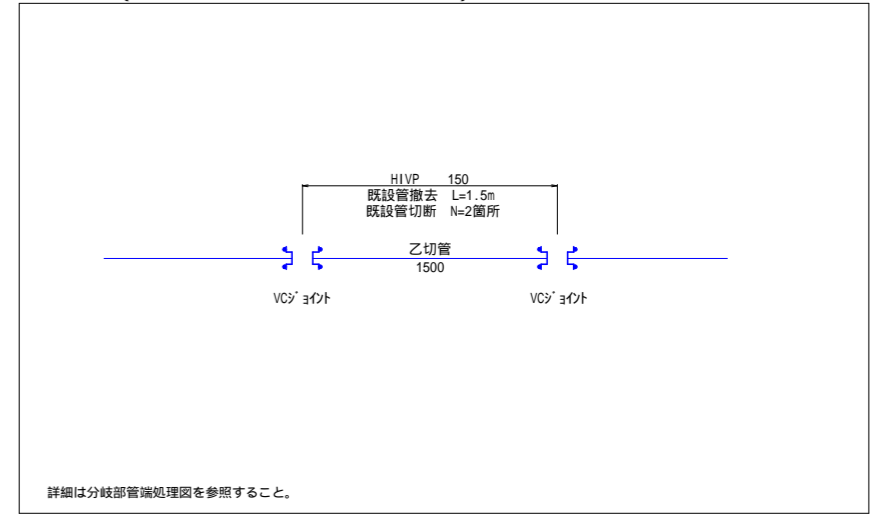 HIVP 150
既設管撤去 L=1.5m
既設管切断 N=2箇所
乙切管
1500
VCｼﾞｮｲﾝﾄ VCｼﾞｮｲﾝﾄ
詳細は分岐部管端処理図を参照すること。